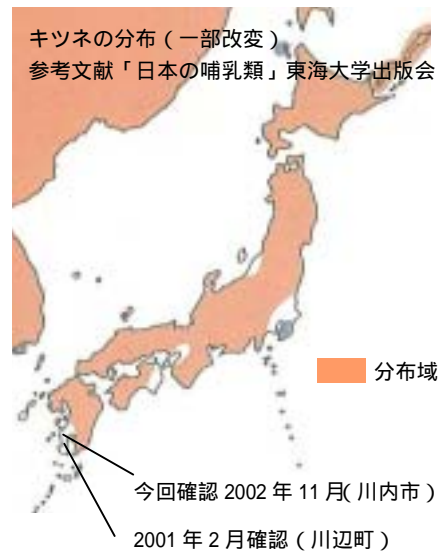 キツネの分布（一部改変）
参考文献「日本の哺乳類」東海大学出版会
分布域
今回確認 2002 年 11 月（川内市）
2001 年 2 月確認（川辺町）